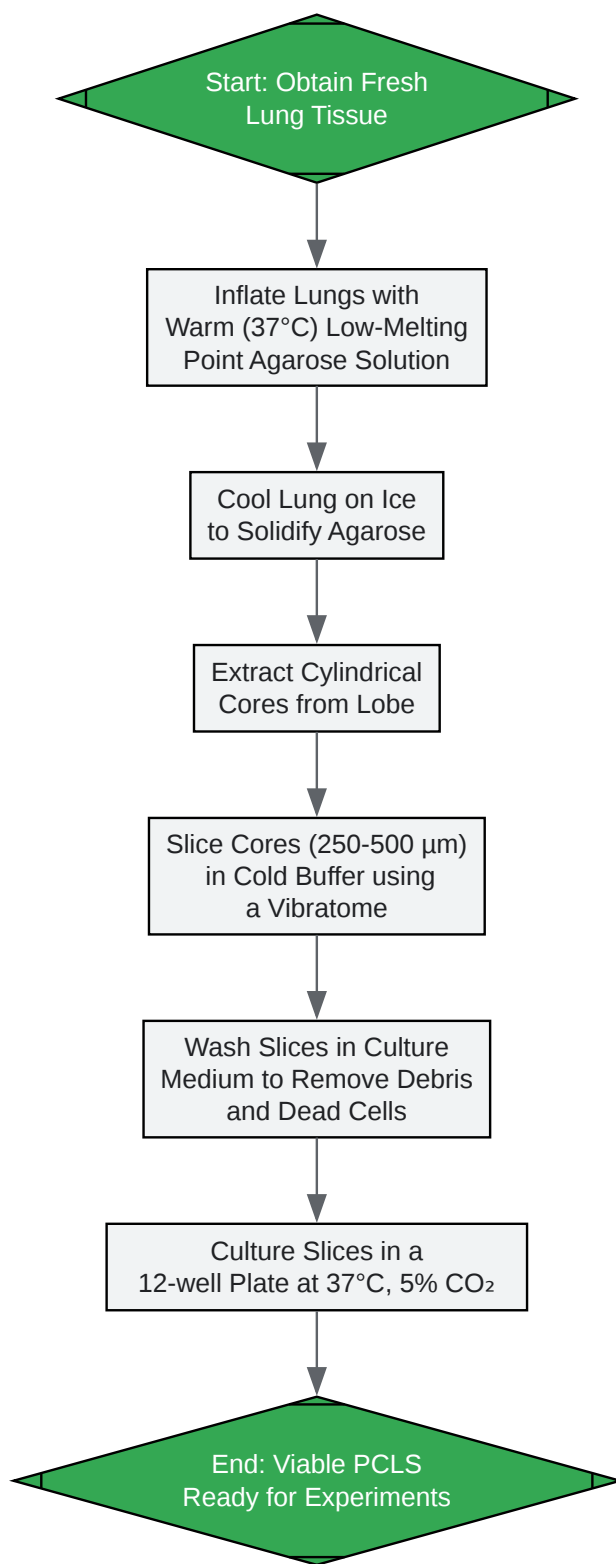 Start: Obtain Fresh
Lung Tissue
Inflate Lungs with
Warm (37°C) Low-Melting
Point Agarose Solution
Cool Lung on Ice
to Solidify Agarose
Extract Cylindrical
Cores from Lobe
Slice Cores (250-500 µm)
in Cold Buffer using
a Vibratome
Wash Slices in Culture
Medium to Remove Debris
and Dead Cells
Culture Slices in a
12-well Plate at 37°C, 5% CO₂
End: Viable PCLS
Ready for Experiments